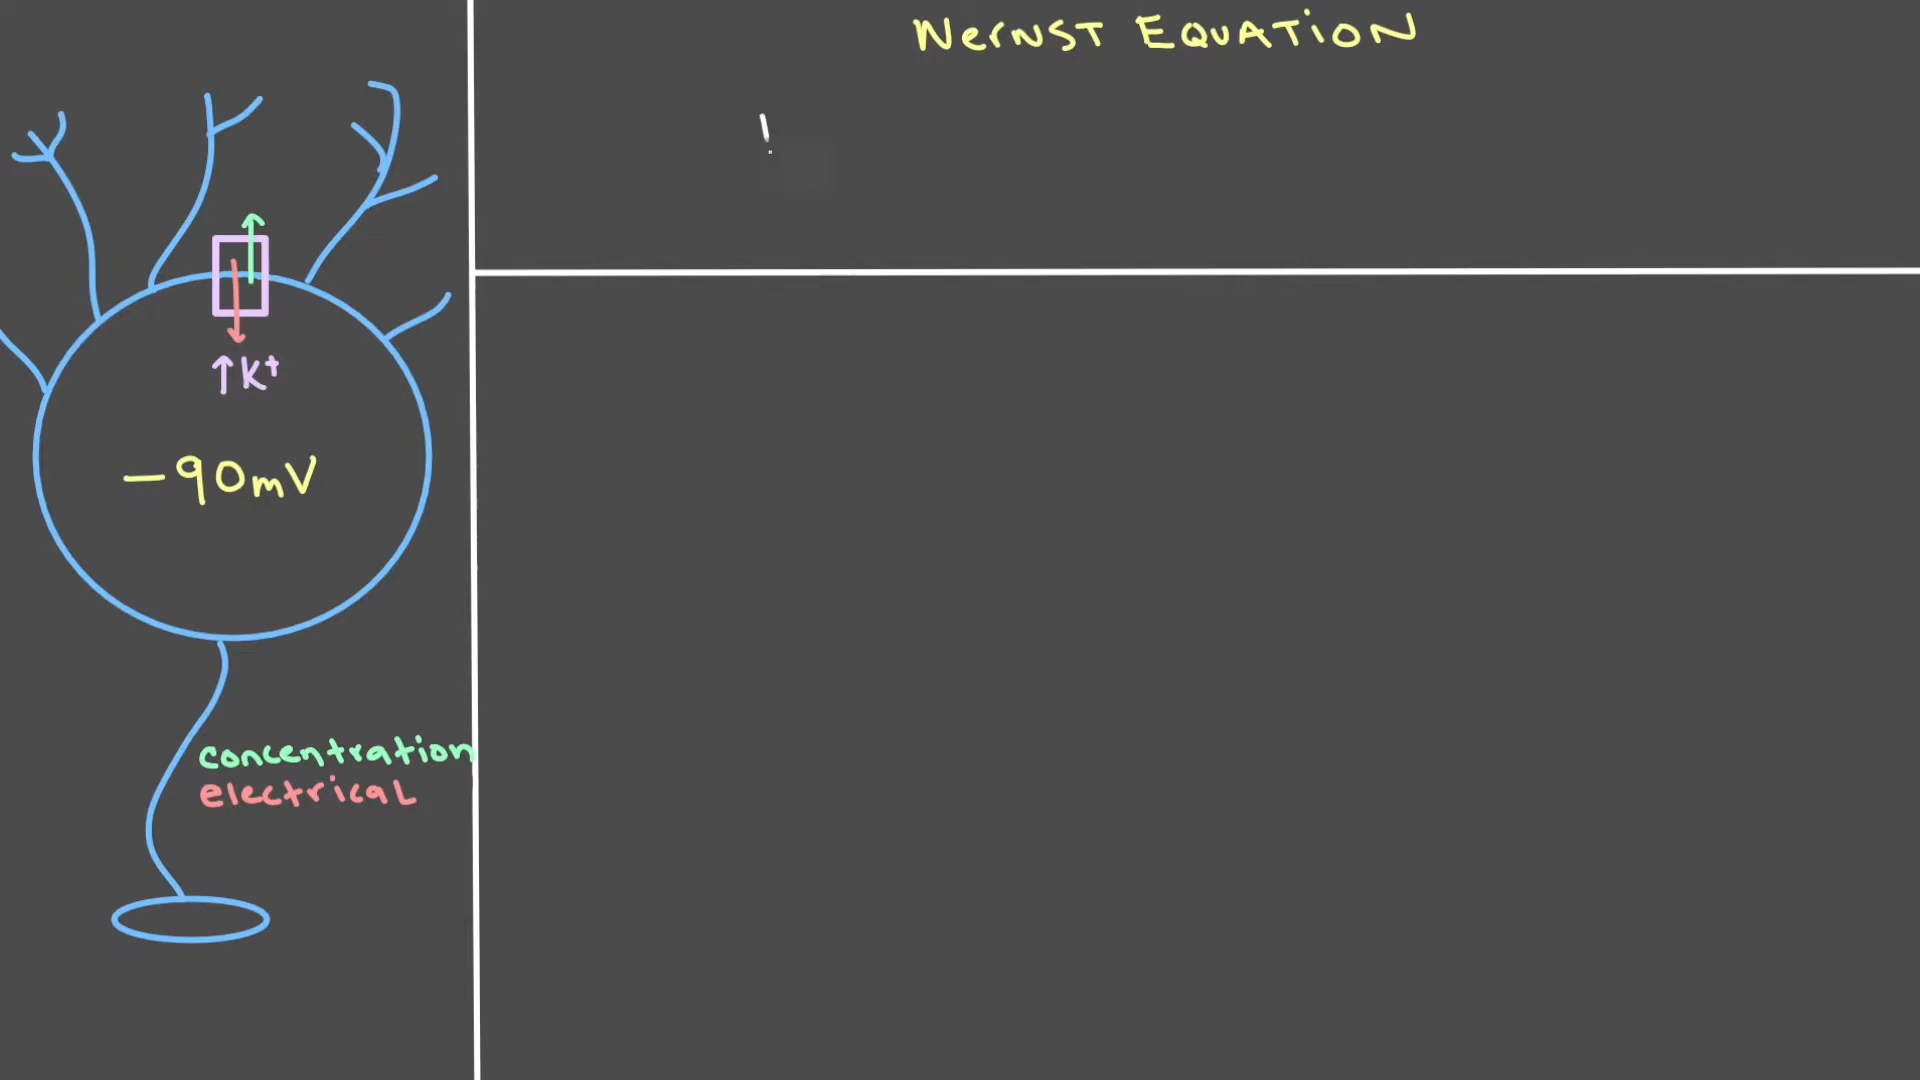 Nernst Equation
↑K⁺
-90mV
concentration
electrical